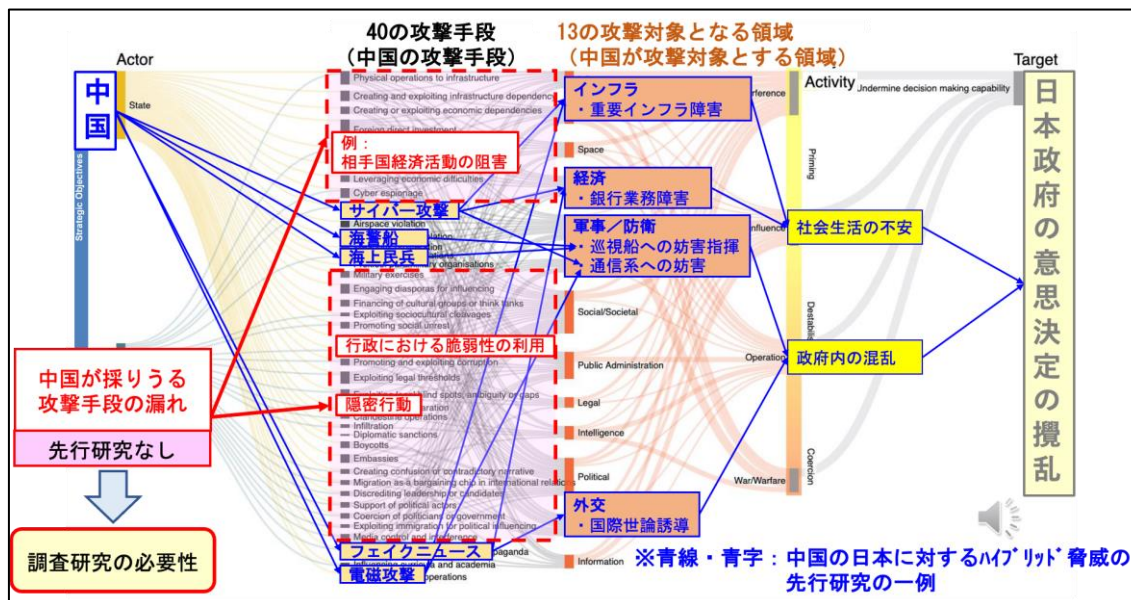 40の攻撃手段
（中国の攻撃手段）
13の攻撃対象となる領域
（中国が攻撃対象とする領域）
Actor
Activity
Target
中国
State
Strategic Objectives
Physical operations to infrastructure
Creating and exploiting infrastructure dependency
Creating or exploiting economic dependencies
Foreign direct investment
例：
相手国経済活動の阻害
Leveraging economic difficulties
Cyber espionage
サイバー攻撃
Airspace violation
海警船
海上民兵
organisations
Military exercises
Engaging diasporas for influencing
Financing of cultural groups or think tanks
Exploiting sociocultural cleavages
Promoting social unrest
行政における脆弱性の利用
Promoting and exploiting corruption
Exploiting legal thresholds
blind spots, ambiguity or gaps
隠密行動
Clandestine operations
Infiltration
Diplomatic sanctions
Boycotts
Embassies
Creating confusion or contradictory narrative
Migration as a bargaining chip in international relations
Discrediting leadership or candidates
Support of political actors
Coercion of politicians or government
Exploiting immigration for political influencing
Media control and interference
フェイクニュース
paganda
curricula and academia
電磁攻撃
operations
インフラ
・重要インフラ障害
Space
経済
・銀行業務障害
軍事／防衛
・巡視船への妨害指揮
・通信系への妨害
Social/Societal
Public Administration
Legal
Intelligence
Political
外交
・国際世論誘導
Information
erence
Undermine decision making capability
Priming
fluence
社会生活の不安
Destabilis
Operation
政府内の混乱
Coercion
War/Warfare
日本政府の意思決定の攪乱
中国が採りうる
攻撃手段の漏れ
先行研究なし
調査研究の必要性
※青線・青字：中国の日本に対するﾊｲﾌﾞﾘｯﾄﾞ脅威の
先行研究の一例